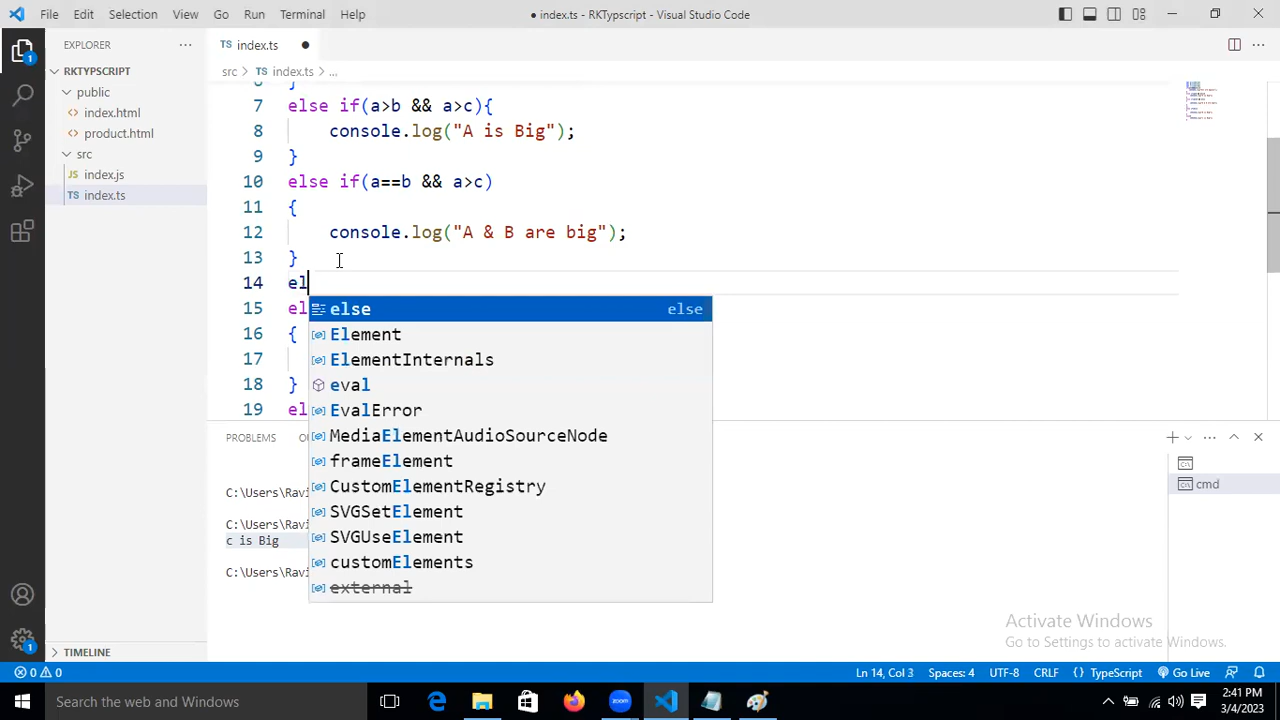 File Edit Selection View Go Run Terminal Help
● index.ts - RKTypscript - Visual Studio Code
EXPLORER
TS index.ts ●
RKTYPSCRIPT
src > TS index.ts > ...
public
index.html
product.html
src
JS index.js
TS index.ts
7 else if(a>b && a>c){
8 console.log("A is Big");
9 }
10 else if(a==b && a>c)
11 {
12 console.log("A & B are big");
13 }
14 el
15 el
16 {
17
18 }
19 el
else else
Element
ElementInternals
eval
EvalError
MediaElementAudioSourceNode
frameElement
CustomElementRegistry
SVGSetElement
SVGUseElement
customElements
external
PROBLEMS
C:\Users\Ravi
C:\Users\Ravi
c is Big
C:\Users\Ravi
cmd
Activate Windows
Go to Settings to activate Windows.
TIMELINE
0 0 Ln 14, Col 3 Spaces: 4 UTF-8 CRLF {} TypeScript Go Live
Search the web and Windows
zoom
2:41 PM
3/4/2023